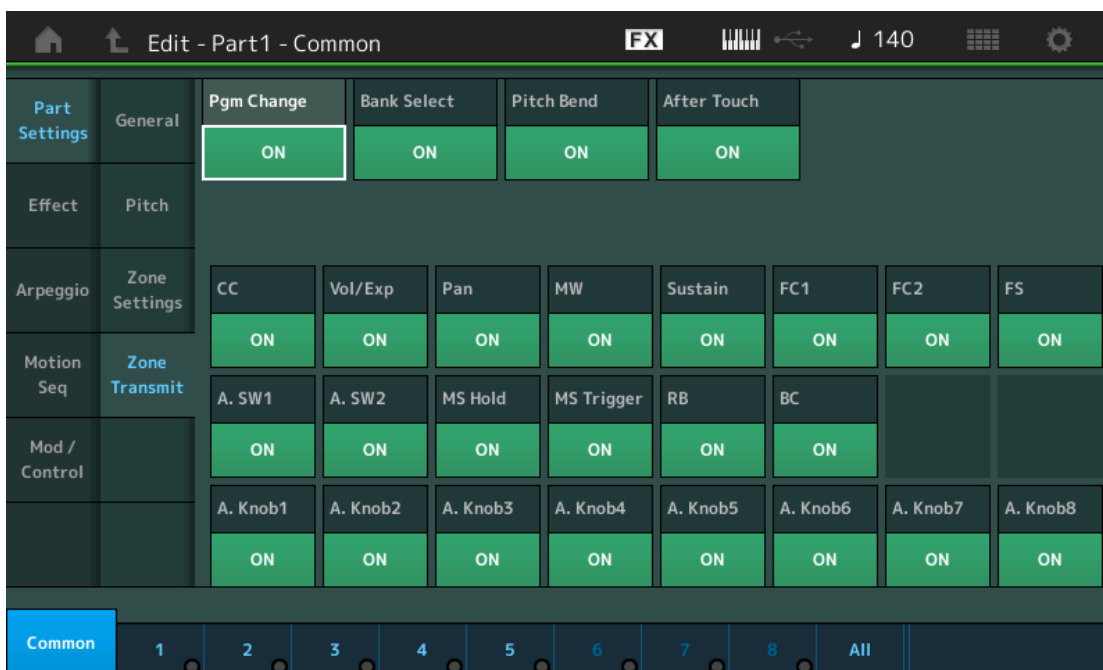 Edit - Part1 - Common
FX
140
Part Settings
General
Pgm Change
Bank Select
Pitch Bend
After Touch
ON
ON
ON
ON
Effect
Pitch
Arpeggio
Zone Settings
CC
Vol/Exp
Pan
MW
Sustain
FC1
FC2
FS
ON
ON
ON
ON
ON
ON
ON
ON
Motion Seq
Zone Transmit
A. SW1
A. SW2
MS Hold
MS Trigger
RB
BC
ON
ON
ON
ON
ON
ON
Mod / Control
A. Knob1
A. Knob2
A. Knob3
A. Knob4
A. Knob5
A. Knob6
A. Knob7
A. Knob8
ON
ON
ON
ON
ON
ON
ON
ON
Common
1
2
3
4
5
6
7
8
All